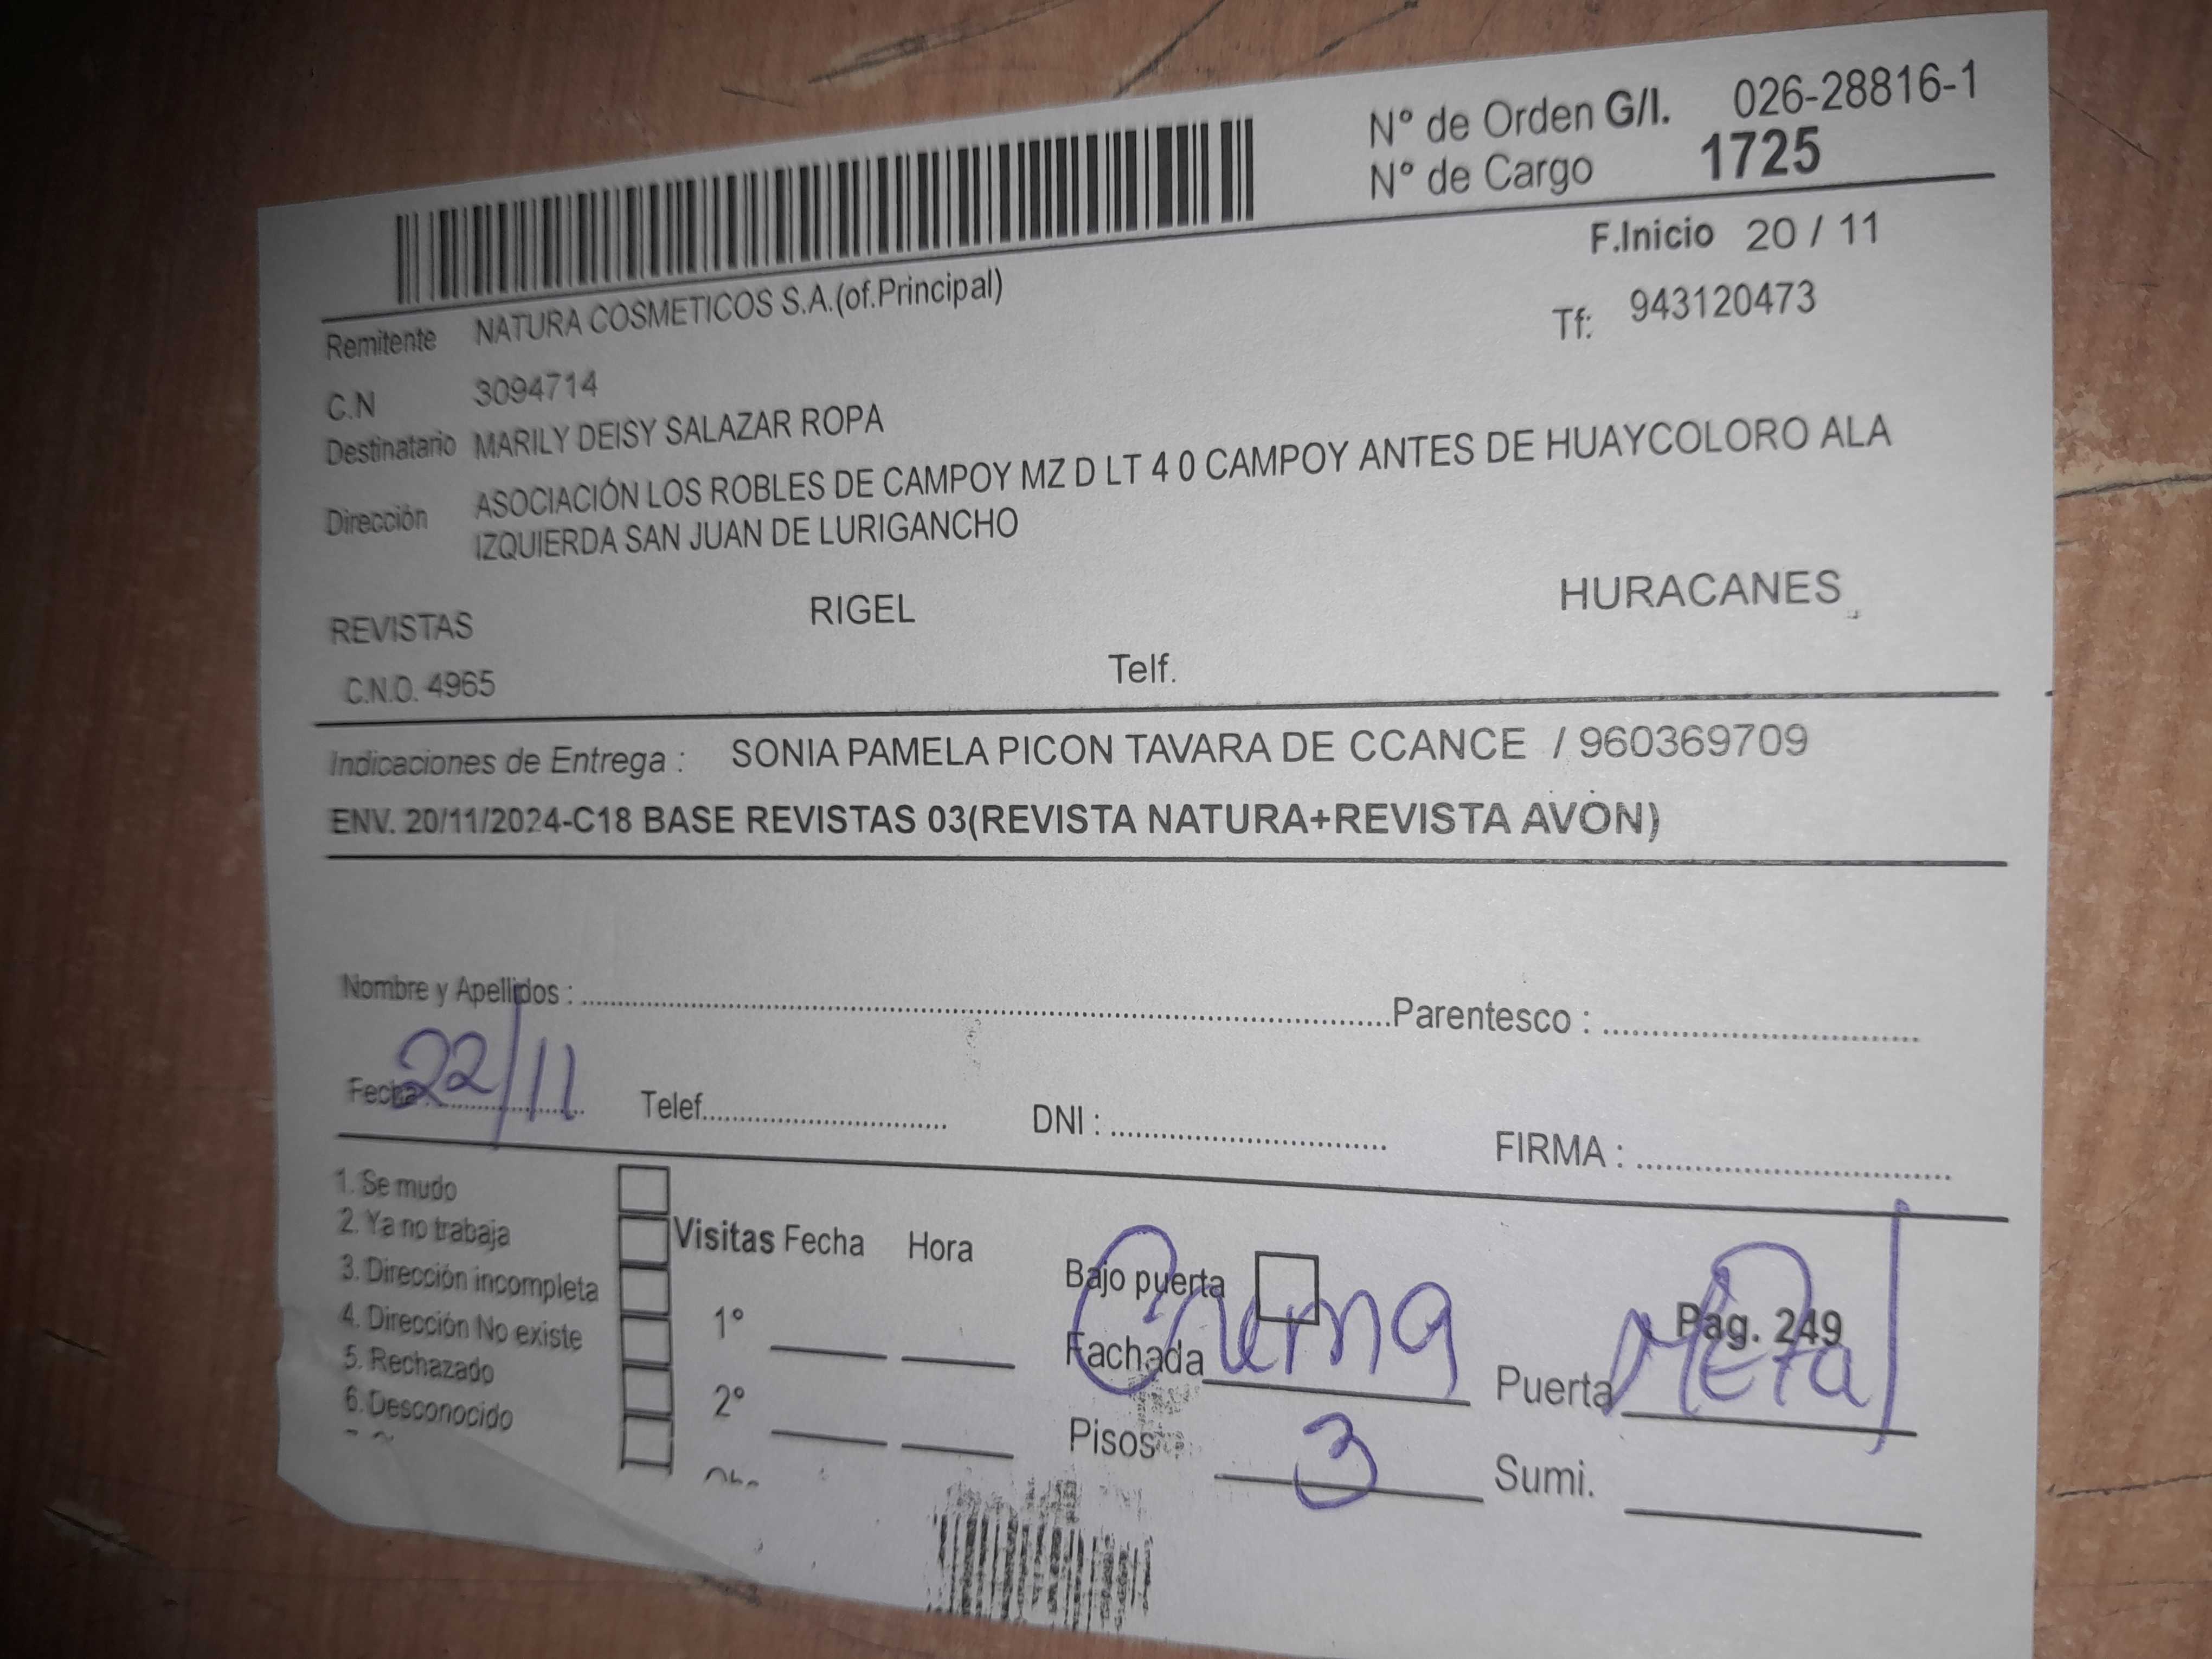 Nº de Orden G/I. 026-28816-1
Nº de Cargo 1725
F.Inicio 20 / 11
Remitente NATURA COSMETICOS S.A.(of.Principal)
Tf: 943120473
C.N 3094714
Destinatario MARILY DEISY SALAZAR ROPA
Dirección ASOCIACIÓN LOS ROBLES DE CAMPOY MZ D LT 4 0 CAMPOY ANTES DE HUAYCOLORO ALA
IZQUIERDA SAN JUAN DE LURIGANCHO
REVISTAS RIGEL HURACANES
C.N.O. 4965 Telf.
Indicaciones de Entrega : SONIA PAMELA PICON TAVARA DE CCANCE / 960369709
ENV. 20/11/2024-C18 BASE REVISTAS 03(REVISTA NATURA+REVISTA AVON)
Nombre y Apellidos : Parentesco :
Fecha 22/11 Telef. DNI : FIRMA :
1. Se mudo
2. Ya no trabaja
3. Dirección incompleta
4. Dirección No existe
5. Rechazado
6. Desconocido
Visitas Fecha Hora
1º
2º
Bajo puerta
Fachada
Pisos 3
Pag. 249
Puerta Metal
Sumi.